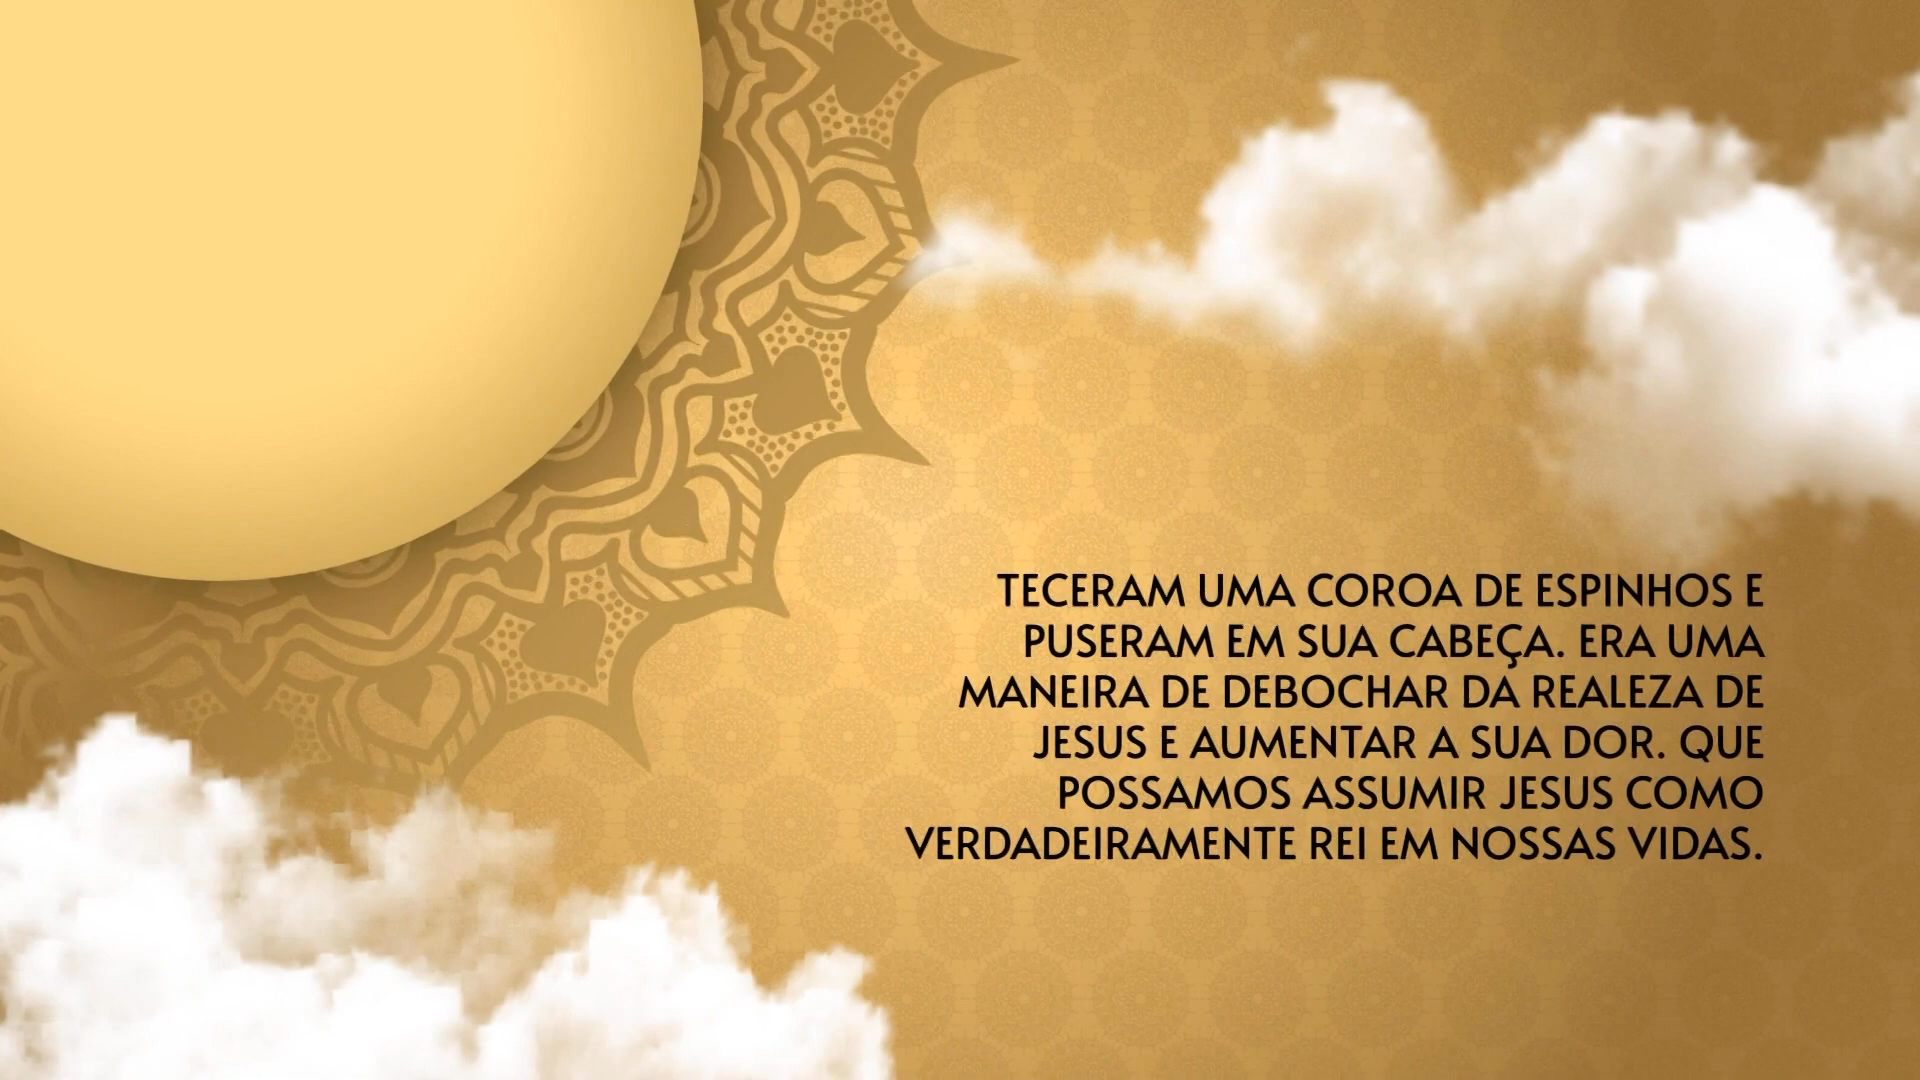 TECERAM UMA COROA DE ESPINHOS E
PUSERAM EM SUA CABEÇA. ERA UMA
MANEIRA DE DEBOCHAR DA REALEZA DE
JESUS E AUMENTAR A SUA DOR. QUE
POSSAMOS ASSUMIR JESUS COMO
VERDADEIRAMENTE REI EM NOSSAS VIDAS.